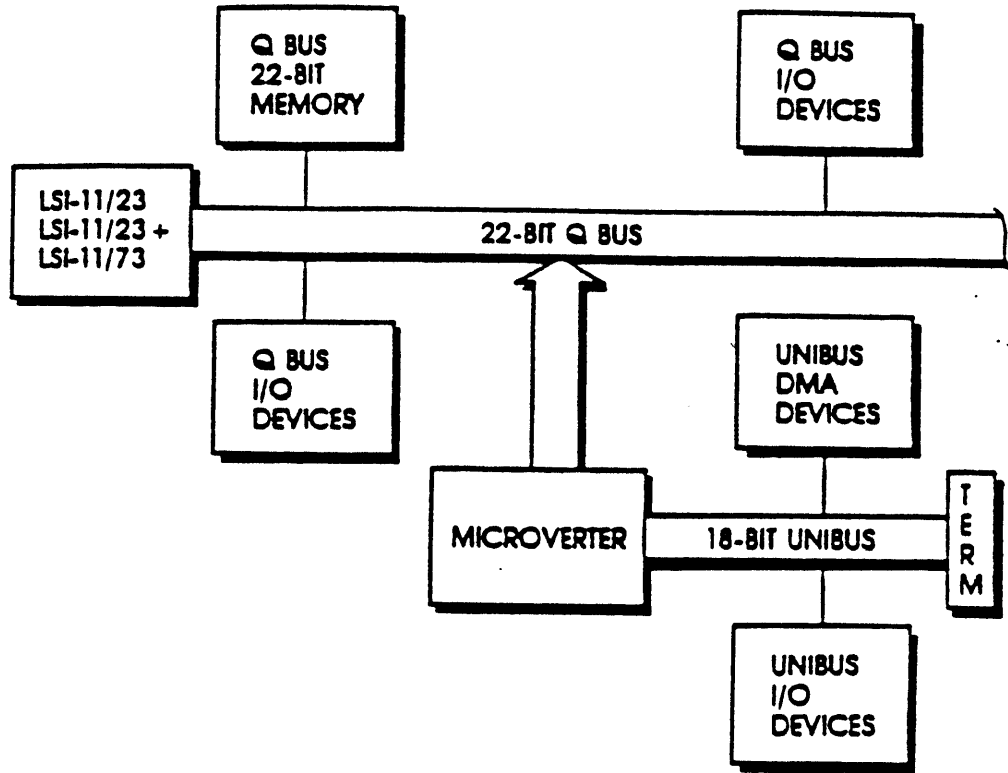 Q BUS
22-BIT
MEMORY
Q BUS
I/O
DEVICES
LSI-11/23
LSI-11/23 +
LSI-11/73
22-BIT Q BUS
Q BUS
I/O
DEVICES
UNIBUS
DMA
DEVICES
MICROVERTER
18-BIT UNIBUS
TERM
UNIBUS
I/O
DEVICES